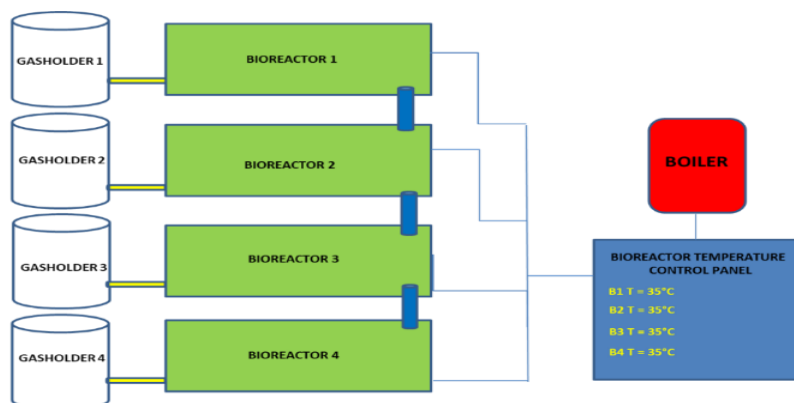 GASHOLDER 1
BIOREACTOR 1
GASHOLDER 2
BIOREACTOR 2
GASHOLDER 3
BIOREACTOR 3
GASHOLDER 4
BIOREACTOR 4
BOILER
BIOREACTOR TEMPERATURE
CONTROL PANEL
B1 T = 35°C
B2 T = 35°C
B3 T = 35°C
B4 T = 35°C